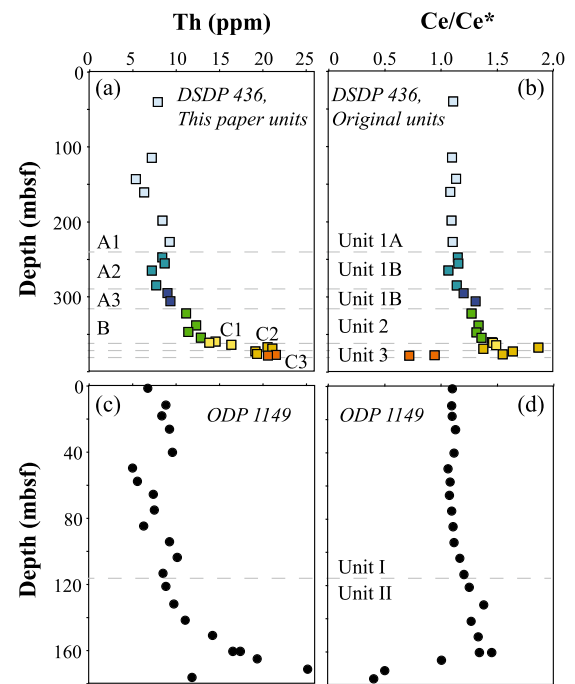 Th (ppm)
Ce/Ce*
0 5 10 15 20 25
0.0 0.5 1.0 1.5 2.0
Depth (mbsf)
0
100
200
300
(a)
DSDP 436,
This paper units
A1
A2
A3
B
C1
C2
C3
DSDP 436,
Original units
(b)
Unit 1A
Unit 1B
Unit 1B
Unit 2
Unit 3
Depth (mbsf)
0
40
80
120
160
(c)
ODP 1149
ODP 1149
(d)
Unit I
Unit II